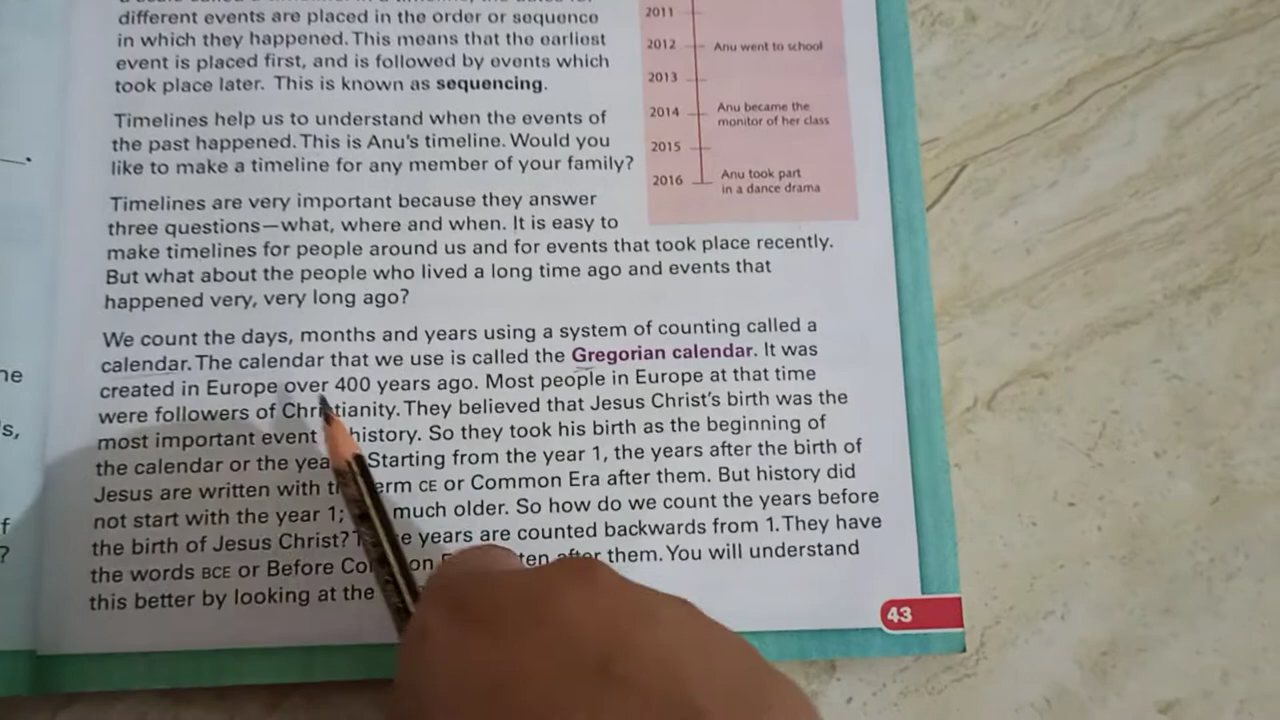 different events are placed in the order or sequence
in which they happened. This means that the earliest
event is placed first, and is followed by events which
took place later. This is known as sequencing.
Timelines help us to understand when the events of
the past happened. This is Anu's timeline. Would you
like to make a timeline for any member of your family?
Timelines are very important because they answer
three questions—what, where and when. It is easy to
make timelines for people around us and for events that took place recently.
But what about the people who lived a long time ago and events that
happened very, very long ago?
We count the days, months and years using a system of counting called a
calendar. The calendar that we use is called the Gregorian calendar. It was
created in Europe over 400 years ago. Most people in Europe at that time
were followers of Christianity. They believed that Jesus Christ's birth was the
most important event history. So they took his birth as the beginning of
the calendar or the Starting from the year 1, the years after the birth of
Jesus are written with CE or Common Era after them. But history did
not start with the year 1; much older. So how do we count the years before
the birth of Jesus Christ? years are counted backwards from 1. They have
the words BCE or Before after them. You will understand
this better by looking at the
2011
2012 Anu went to school
2013
2014 Anu became the
monitor of her class
2015
2016 Anu took part
in a dance drama
43